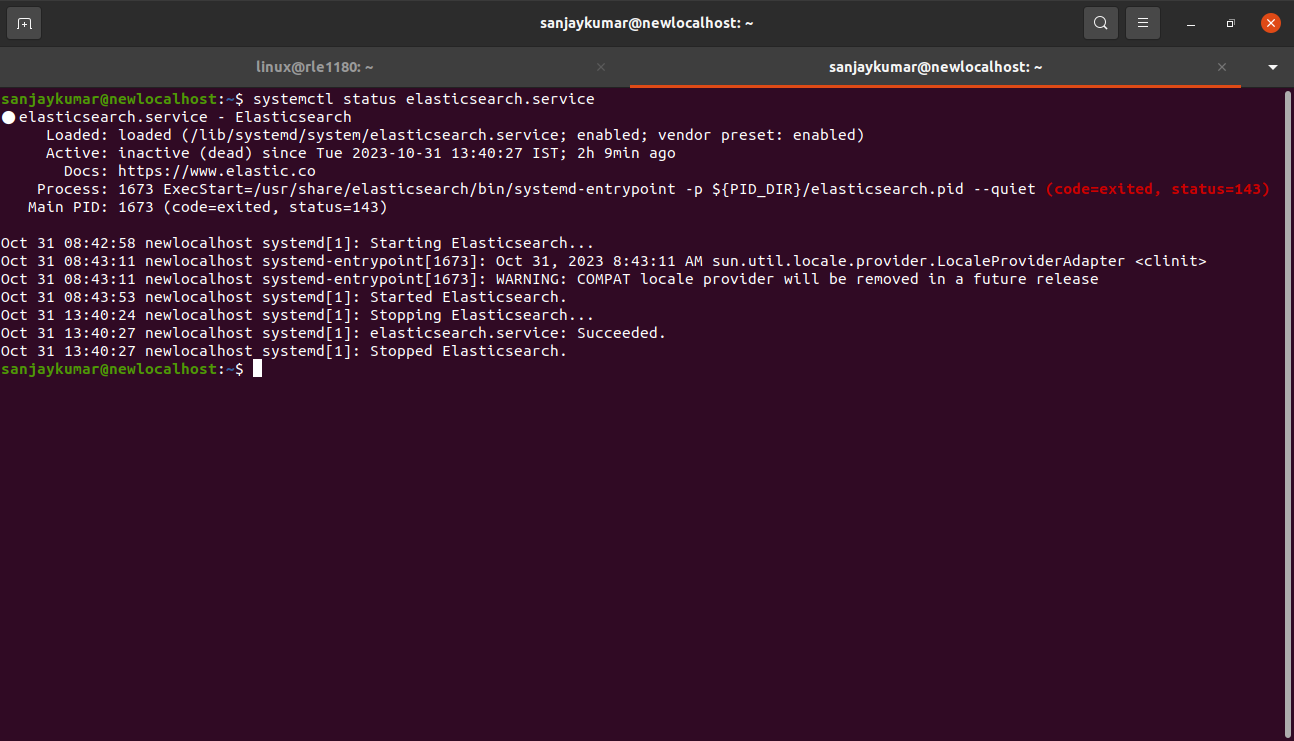 sanjaykumar@newlocalhost: ~
linux@rle1180: ~
sanjaykumar@newlocalhost: ~
sanjaykumar@newlocalhost:~$ systemctl status elasticsearch.service
● elasticsearch.service - Elasticsearch
     Loaded: loaded (/lib/systemd/system/elasticsearch.service; enabled; vendor preset: enabled)
     Active: inactive (dead) since Tue 2023-10-31 13:40:27 IST; 2h 9min ago
       Docs: https://www.elastic.co
    Process: 1673 ExecStart=/usr/share/elasticsearch/bin/systemd-entrypoint -p ${PID_DIR}/elasticsearch.pid --quiet (code=exited, status=143)
   Main PID: 1673 (code=exited, status=143)
Oct 31 08:42:58 newlocalhost systemd[1]: Starting Elasticsearch...
Oct 31 08:43:11 newlocalhost systemd-entrypoint[1673]: Oct 31, 2023 8:43:11 AM sun.util.locale.provider.LocaleProviderAdapter <clinit>
Oct 31 08:43:11 newlocalhost systemd-entrypoint[1673]: WARNING: COMPAT locale provider will be removed in a future release
Oct 31 08:43:53 newlocalhost systemd[1]: Started Elasticsearch.
Oct 31 13:40:24 newlocalhost systemd[1]: Stopping Elasticsearch...
Oct 31 13:40:27 newlocalhost systemd[1]: elasticsearch.service: Succeeded.
Oct 31 13:40:27 newlocalhost systemd[1]: Stopped Elasticsearch.
sanjaykumar@newlocalhost:~$